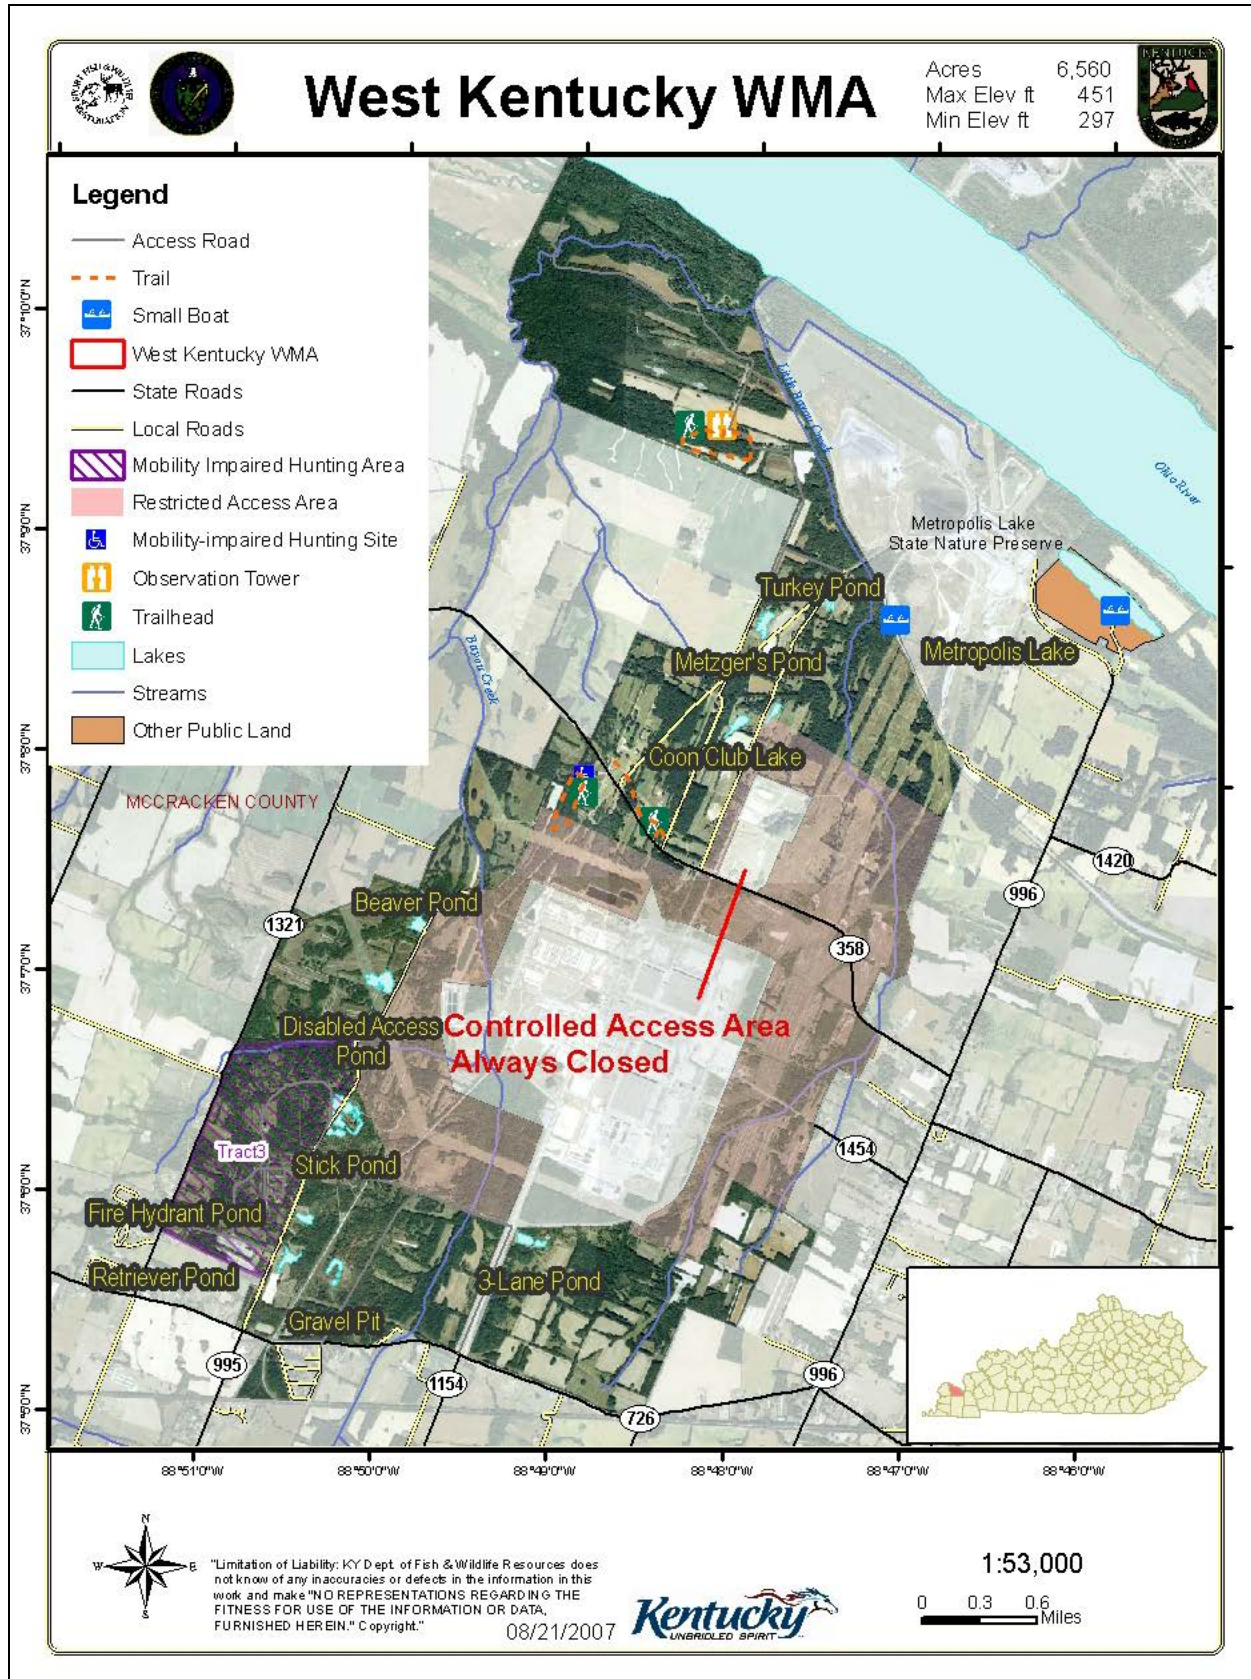 West Kentucky WMA
Acres 6,560
Max Elev ft 451
Min Elev ft 297
KENTUCKY
SPORT FISH & WILDLIFE
RESTORATION
Legend
Access Road
Trail
Small Boat
West Kentucky WMA
State Roads
Local Roads
Mobility Impaired Hunting Area
Restricted Access Area
Mobility-impaired Hunting Site
Observation Tower
Trailhead
Lakes
Streams
Other Public Land
37°10'0"N
37°9'0"N
37°8'0"N
37°7'0"N
37°6'0"N
37°5'0"N
Little Bayou Creek
Ohio River
Metropolis Lake
State Nature Preserve
Turkey Pond
Metzger's Pond
Metropolis Lake
Bayou Creek
Coon Club Lake
MCCRACKEN COUNTY
1420
996
Beaver Pond
1321
358
Disabled Access
Pond
Controlled Access Area
Always Closed
1454
Tract3
Stick Pond
Fire Hydrant Pond
Retriever Pond
3-Lane Pond
Gravel Pit
995
1154
996
726
88°51'0"W
88°50'0"W
88°49'0"W
88°48'0"W
88°47'0"W
88°46'0"W
N
W
E
S
"Limitation of Liability: KY Dept. of Fish & Wildlife Resources does
not know of any inaccuracies or defects in the information in this
work and make "NO REPRESENTATIONS REGARDING THE
FITNESS FOR USE OF THE INFORMATION OR DATA,
FURNISHED HEREIN." Copyright."
08/21/2007
Kentucky
UNBRIDLED SPIRIT
1:53,000
0 0.3 0.6
Miles